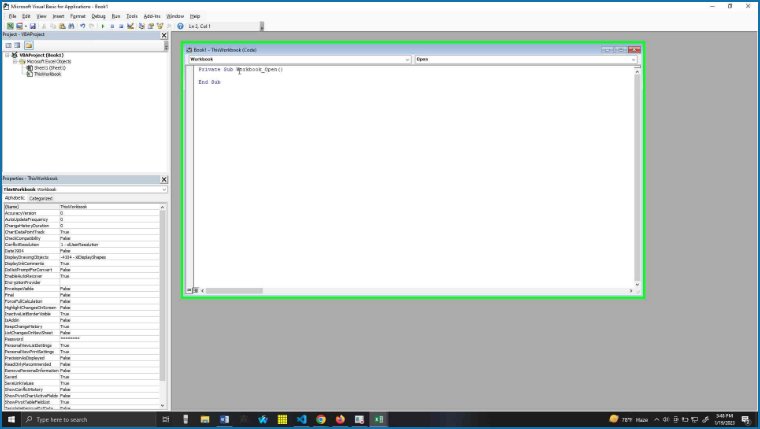 Microsoft Visual Basic for Applications - Book1
File Edit View Insert Format Debug Run Tools Add-Ins Window Help
Ln 2, Col 1
Project - VBAProject
VBAProject (Book1)
Microsoft Excel Objects
Sheet1 (Sheet1)
ThisWorkbook
Book1 - ThisWorkbook (Code)
Workbook Open
Private Sub Workbook_Open()
End Sub
Properties - ThisWorkbook
ThisWorkbook Workbook
Alphabetic Categorized
(Name) ThisWorkbook
AccuracyVersion 0
AutoUpdateFrequency 0
ChangeHistoryDuration 0
ChartDataPointTrack True
CheckCompatibility False
ConflictResolution 1 - xlUserResolution
Date1904 False
DisplayDrawingObjects -4104 - xlDisplayShapes
DisplayInkComments True
DoNotPromptForConvert False
EnableAutoRecover True
EncryptionProvider
EnvelopeVisible False
Final False
ForceFullCalculation False
HighlightChangesOnScreen False
InactiveListBorderVisible True
IsAddin False
KeepChangeHistory True
ListChangesOnNewSheet False
Password ********
PersonalViewListSettings True
PersonalViewPrintSettings True
PrecisionAsDisplayed False
ReadOnlyRecommended False
RemovePersonalInformation False
Saved True
SaveLinkValues True
ShowConflictHistory False
ShowPivotChartActiveFields False
ShowPivotTableFieldList True
Type here to search
78°F Haze
3:48 PM
1/19/2023